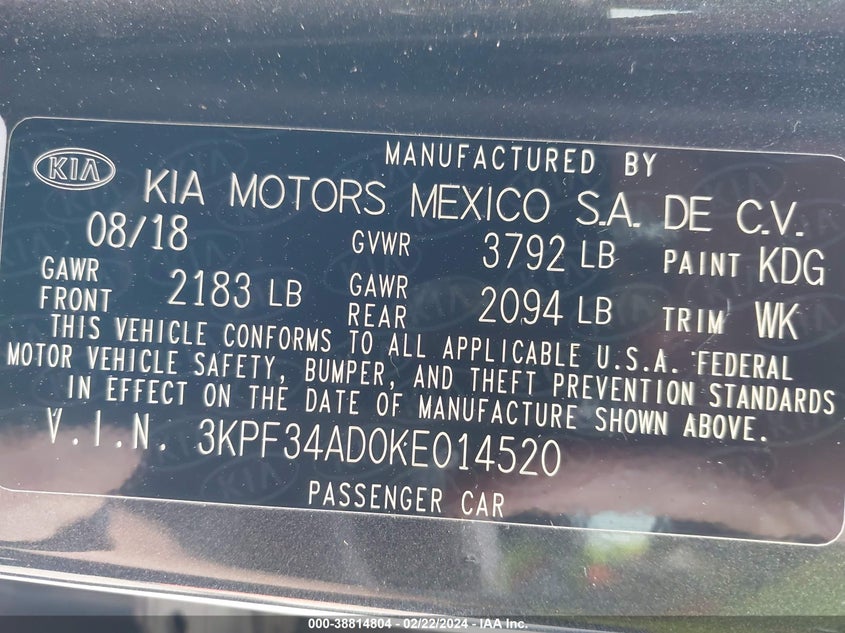 MANUFACTURED BY
KIA KIA MOTORS MEXICO S.A. DE C.V.
08/18 GVWR 3792 LB PAINT KDG
GAWR FRONT 2183 LB GAWR REAR 2094 LB TRIM WK
THIS VEHICLE CONFORMS TO ALL APPLICABLE U.S.A. FEDERAL
MOTOR VEHICLE SAFETY, BUMPER, AND THEFT PREVENTION STANDARDS
IN EFFECT ON THE DATE OF MANUFACTURE SHOWN ABOVE.
V.I.N. 3KPF34AD0KE014520
PASSENGER CAR
000-38814804 - 02/22/2024 - IAA Inc.